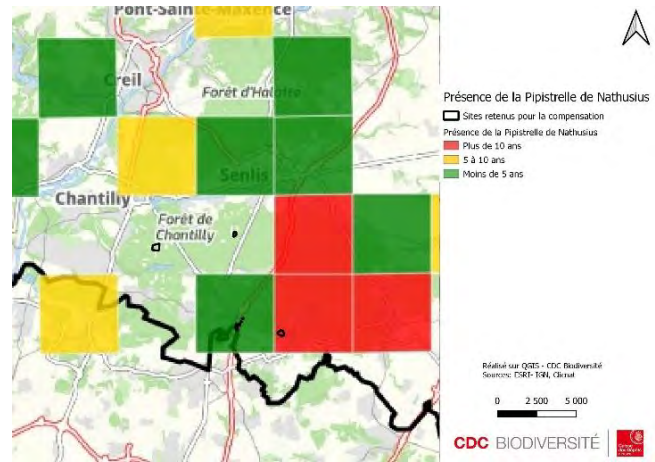 Pont-Sainte-Maxence
Creil
Forêt d'Halatte
Senlis
Chantilly
Forêt de
Chantilly
Présence de la Pipistrelle de Nathusius
Sites retenus pour la compensation
Présence de la Pipistrelle de Nathusius
Plus de 10 ans
5 à 10 ans
Moins de 5 ans
Réalisé sur QGIS - CDC Biodiversité
Sources: ESRI- IGN, Clicnat
0 2 500 5 000
CDC BIODIVERSITÉ